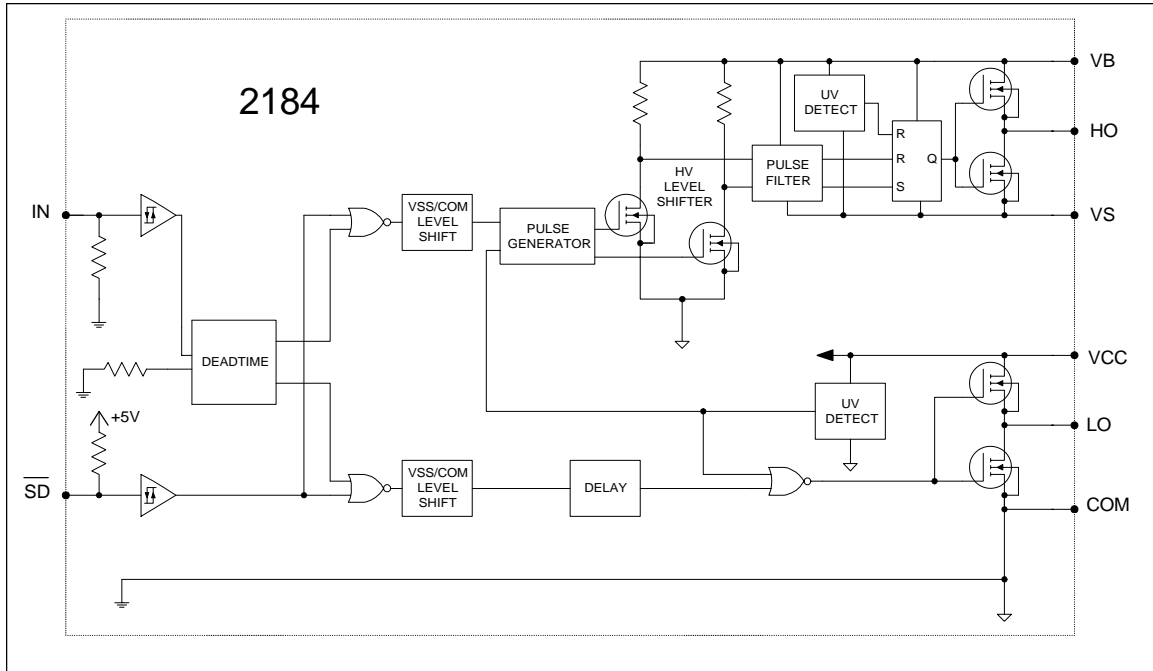 2184
VB
UV
DETECT
HO
R
R
Q
S
PULSE
FILTER
HV
LEVEL
SHIFTER
VS
IN
VSS/COM
LEVEL
SHIFT
PULSE
GENERATOR
DEADTIME
VCC
UV
DETECT
LO
+5V
SD
VSS/COM
LEVEL
SHIFT
DELAY
COM